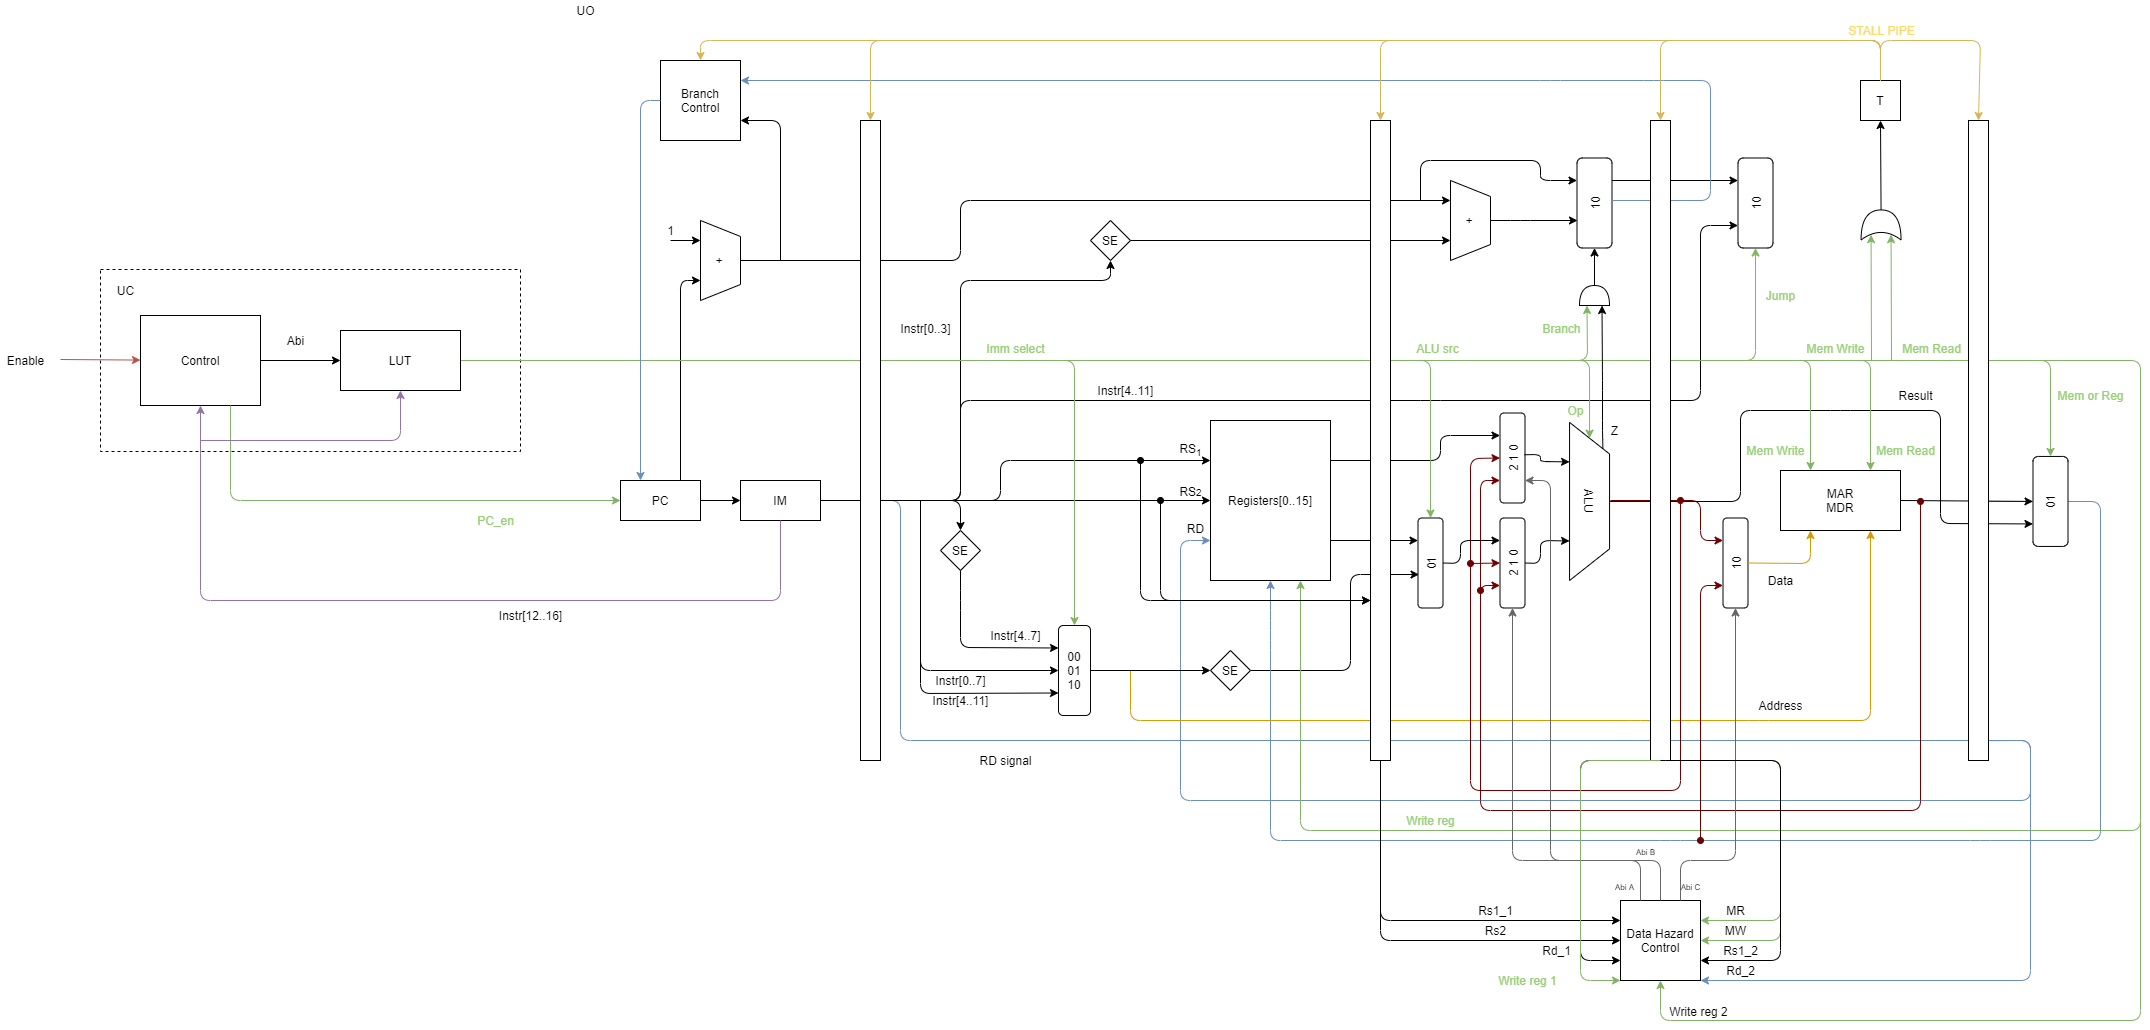 UO
STALL PIPE
Branch
Control
T
1
+
+
10
10
SE
UC
Jump
Instr[0..3]
Branch
Abi
Enable
Control
LUT
Imm select
ALU src
Mem Write
Mem Read
Instr[4..11]
Result
Mem or Reg
Op
Z
RS1
2 1 0
Mem Write
Mem Read
PC
IM
RS2
Registers[0..15]
ALU
MAR
MDR
01
PC_en
RD
SE
01
2 1 0
10
Data
Instr[12..16]
Instr[4..7]
00
01
10
SE
Instr[0..7]
Instr[4..11]
Address
RD signal
Write reg
Abi B
Abi A
Abi C
Rs1_1
MR
Rs2
Data Hazard
Control
MW
Rd_1
Rs1_2
Rd_2
Write reg 1
Write reg 2